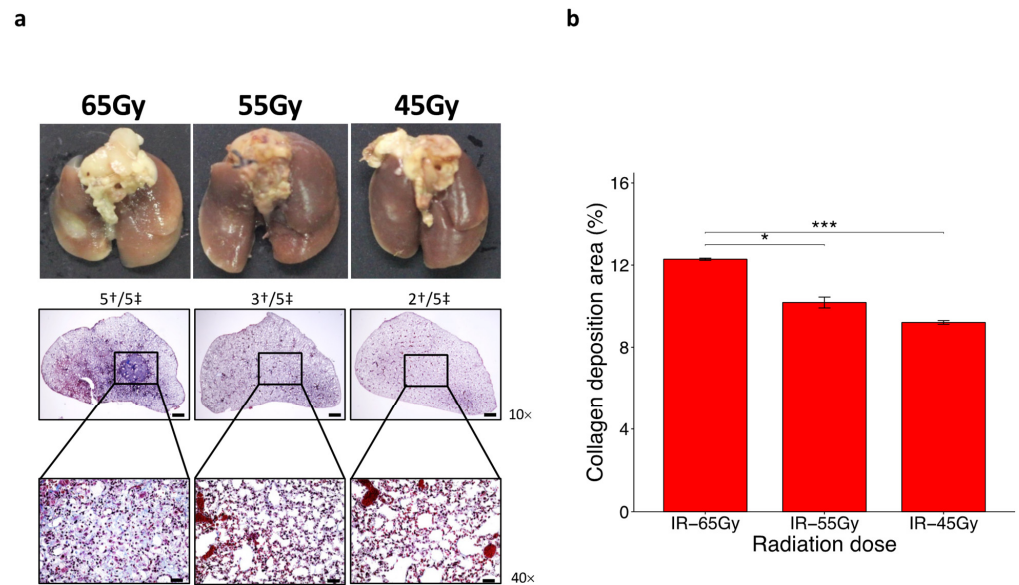 a
b
65Gy 55Gy 45Gy
5†/5‡ 3†/5‡ 2†/5‡
10×
40×
Collagen deposition area (%)
16
12
8
4
0
***
*
IR−65Gy IR−55Gy IR−45Gy
Radiation dose